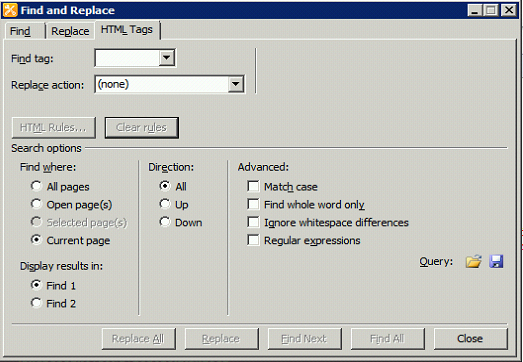 Find and Replace
Find Replace HTML Tags
Find tag:
Replace action: (none)
HTML Rules... Clear rules
Search options
Find where: Direction: Advanced:
All pages All Match case
Open page(s) Up Find whole word only
Selected page(s) Down Ignore whitespace differences
Current page Regular expressions
Query:
Display results in:
Find 1
Find 2
Replace All Replace Find Next Find All Close